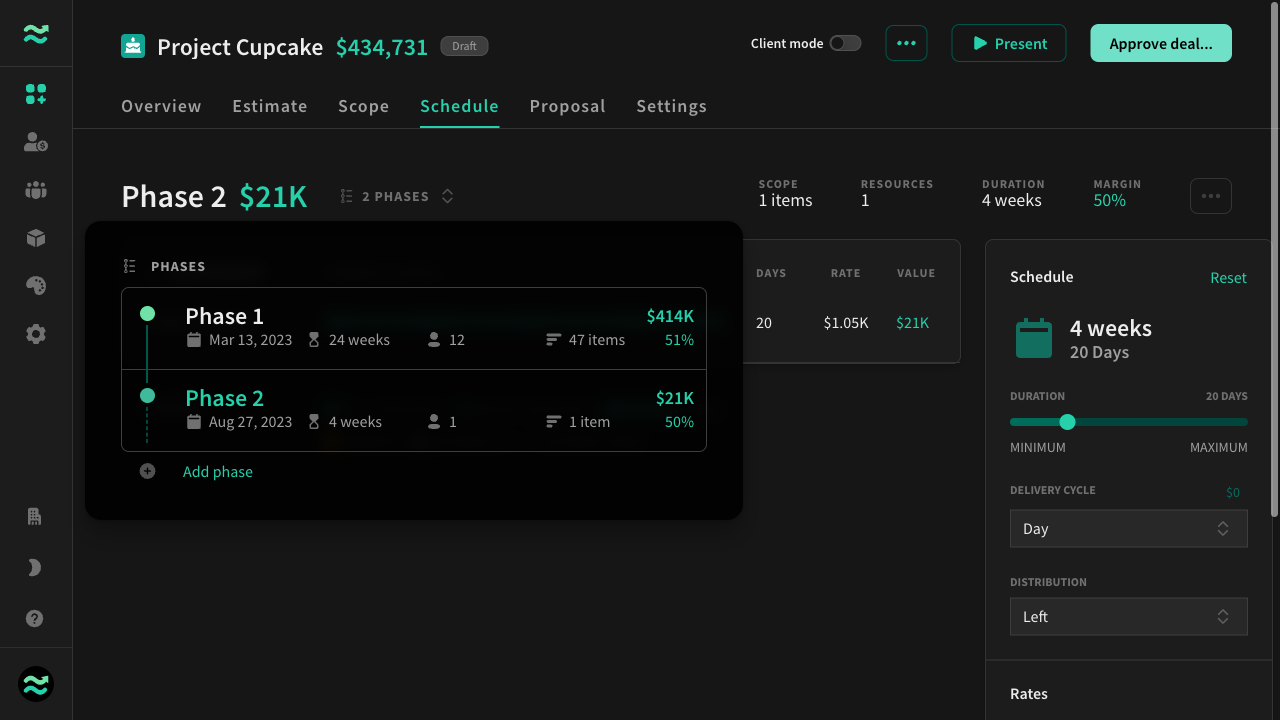 Project Cupcake $434,731 Draft
Client mode
Present
Approve deal...
Overview Estimate Scope Schedule Proposal Settings
Phase 2 $21K 2 PHASES
SCOPE RESOURCES DURATION MARGIN
1 items 1 4 weeks 50%
PHASES
Phase 1 $414K
Mar 13, 2023 24 weeks 12 47 items 51%
Phase 2 $21K
Aug 27, 2023 4 weeks 1 1 item 50%
Add phase
DAYS RATE VALUE
20 $1.05K $21K
Schedule Reset
4 weeks
20 Days
DURATION 20 DAYS
MINIMUM MAXIMUM
DELIVERY CYCLE $0
Day
DISTRIBUTION
Left
Rates